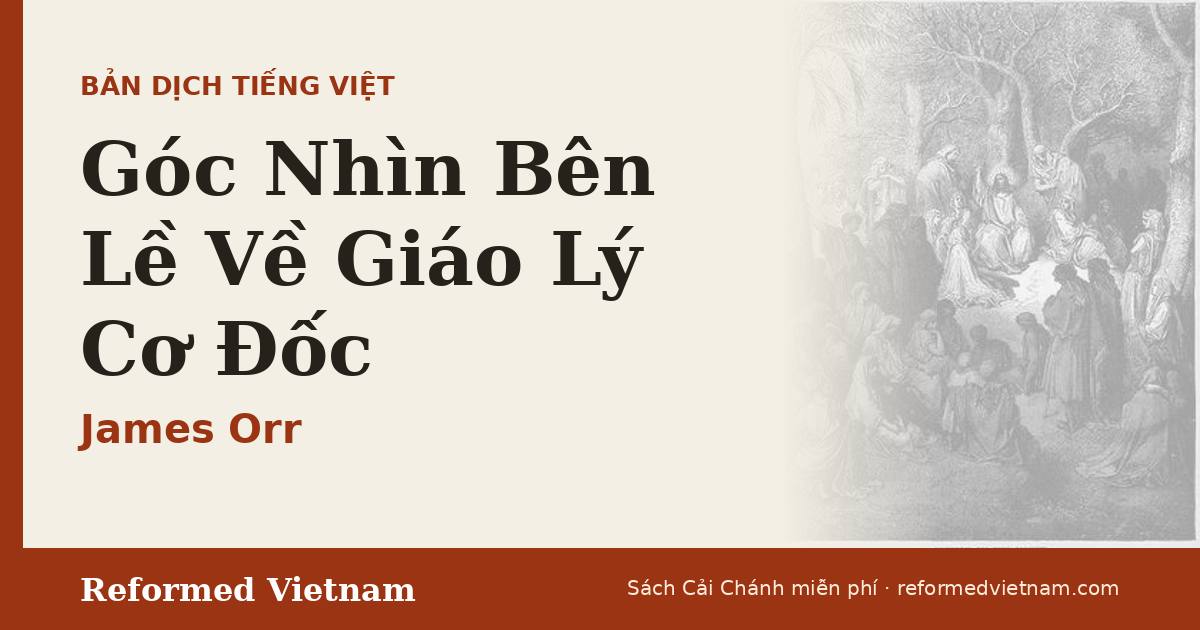 BẢN DỊCH TIẾNG VIỆT
Góc Nhìn Bên
Lề Về Giáo Lý
Cơ Đốc
James Orr
Reformed Vietnam
Sách Cải Chánh miễn phí · reformedvietnam.com